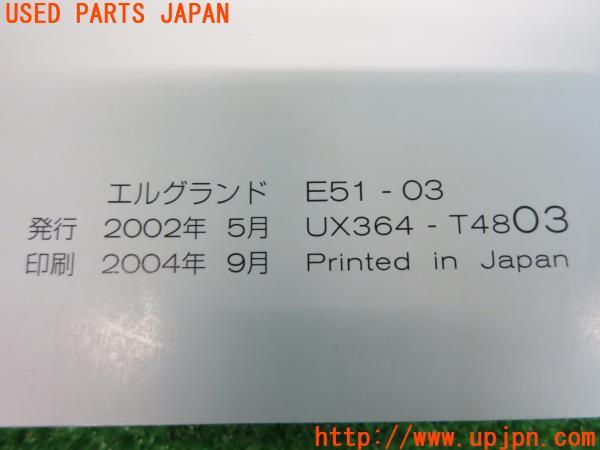 USED PARTS JAPAN
エルグランド E51 - 03
発行 2002年 5月 UX364 - T4803
印刷 2004年 9月 Printed in Japan
http://www.upjpn.com/